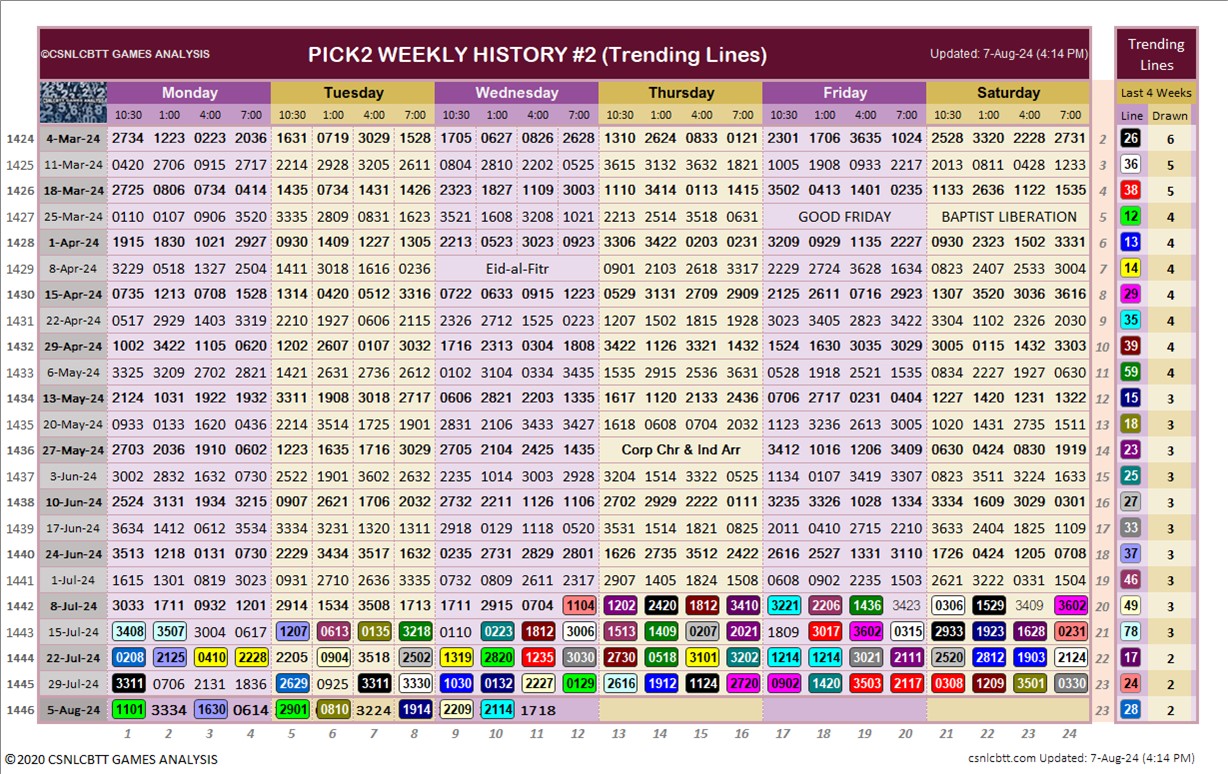 ©CSNLCBTT GAMES ANALYSIS PICK2 WEEKLY HISTORY #2 (Trending Lines) Updated: 7-Aug-24 (4:14 PM) Trending Lines
Monday Tuesday Wednesday Thursday Friday Saturday Last 4 Weeks
10:30 1:00 4:00 7:00 10:30 1:00 4:00 7:00 10:30 1:00 4:00 7:00 10:30 1:00 4:00 7:00 10:30 1:00 4:00 7:00 10:30 1:00 4:00 7:00 Line Drawn
1424 4-Mar-24 2734 1223 0223 2036 1631 0719 3029 1528 1705 0627 0826 2628 1310 2624 0833 0121 2301 1706 3635 1024 2528 3320 2228 2731 2 26 6
1425 11-Mar-24 0420 2706 0915 2717 2214 2928 3205 2611 0804 2810 2202 0525 3615 3132 3632 1821 1005 1908 0933 2217 2013 0811 0428 1233 3 36 5
1426 18-Mar-24 2725 0806 0734 0414 1435 0734 1431 1426 2323 1827 1109 3003 1110 3414 0113 1415 3502 0413 1401 0235 1133 2636 1122 1535 4 38 5
1427 25-Mar-24 0110 0107 0906 3520 3335 2809 0831 1623 3521 1608 3208 1021 2213 2514 3518 0631 GOOD FRIDAY BAPTIST LIBERATION 5 12 4
1428 1-Apr-24 1915 1830 1021 2927 0930 1409 1227 1305 2213 0523 3023 0923 3306 3422 0203 0231 3209 0929 1135 2227 0930 2323 1502 3331 6 13 4
1429 8-Apr-24 3229 0518 1327 2504 1411 3018 1616 0236 Eid-al-Fitr 0901 2103 2618 3317 2229 2724 3628 1634 0823 2407 2533 3004 7 14 4
1430 15-Apr-24 0735 1213 0708 1528 1314 0420 0512 3316 0722 0633 0915 1223 0529 3131 2709 2909 2125 2611 0716 2923 1307 3520 3036 3616 8 29 4
1431 22-Apr-24 0517 2929 1403 3319 2210 1927 0606 2113 2326 2712 1525 0223 1207 1502 1815 1928 3023 3405 2823 3422 3304 1102 2326 2030 9 35 4
1432 29-Apr-24 1002 3422 1105 0620 1202 2607 0107 3032 1716 2313 0304 1808 3422 1126 3321 1432 1524 1630 3035 3029 3005 0115 1432 3303 10 39 4
1433 6-May-24 3325 3209 2702 2821 1421 2631 2736 2612 0102 3104 0334 3435 1535 2915 2536 3631 0528 1918 2521 1535 0834 2227 1927 0630 11 59 4
1434 13-May-24 2124 1031 1922 1932 3311 1908 3018 2717 0606 2821 2203 1335 1617 1120 2133 2436 0706 2717 0231 0404 1227 1420 1231 1322 12 15 3
1435 20-May-24 0933 0133 1620 0436 2214 3514 1725 1901 2831 2106 3433 3427 1618 0608 0704 2032 1123 3236 2613 3005 1020 1431 2735 1511 13 18 3
1436 27-May-24 2703 2036 1910 0602 1223 1635 1716 3029 2705 2104 2425 1435 Corp Chr & Ind Arr 3412 1016 1206 3409 0630 0424 0830 1919 14 23 3
1437 3-Jun-24 3002 2832 1632 0730 2522 1901 3602 2632 2235 1014 3003 2928 3204 1514 3512 0525 1134 0107 3419 3307 0823 3511 3224 1633 15 25 3
1438 10-Jun-24 2524 3131 1934 3215 0907 2621 1706 2032 2732 2211 1126 1106 2702 2929 2222 0111 3235 3326 1028 1334 3334 1609 3029 0301 16 27 3
1439 17-Jun-24 3634 1412 0612 3534 3334 3231 1320 1311 2918 0129 1118 0520 3531 1514 1821 0825 2011 0410 2715 2210 3633 2404 1825 1109 17 33 3
1440 24-Jun-24 3513 1218 0131 0730 2229 3434 3517 1632 0235 2731 2829 2801 1626 2735 3512 2422 2616 2527 1331 3110 1726 0424 1205 0708 18 37 3
1441 1-Jul-24 1615 1301 0819 3023 0931 2710 2636 3335 0732 0809 2611 2317 2907 1405 1824 1508 0608 0902 2235 1503 2621 3222 0331 1504 19 46 3
1442 8-Jul-24 3033 1711 0932 1201 2914 1534 3508 1713 1711 2915 0704 1104 1202 2420 1812 3410 3221 2206 1436 3423 0306 1529 3409 3602 20 49 3
1443 15-Jul-24 3408 3507 3004 0617 1207 0613 0135 3218 0110 0223 1812 3006 1513 1409 0207 2021 1809 3017 3602 0315 2933 1923 1628 0231 21 78 3
1444 22-Jul-24 0208 2125 0410 2228 2205 0904 3518 2502 1319 2820 1235 3030 2730 0518 3101 3202 1214 1214 3021 2111 2520 2812 1903 2124 22 17 2
1445 29-Jul-24 3311 0706 2131 1836 2629 0925 3311 3330 1030 0132 2227 0129 2616 1912 1124 2720 0902 1420 3503 2117 0308 1209 3501 0330 23 24 2
1446 5-Aug-24 1101 3334 1630 0614 2901 0810 3224 1914 2209 2114 1718 23 28 2
1 2 3 4 5 6 7 8 9 10 11 12 13 14 15 16 17 18 19 20 21 22 23 24
©2020 CSNLCBTT GAMES ANALYSIS csnlcbtt.com Updated: 7-Aug-24 (4:14 PM)